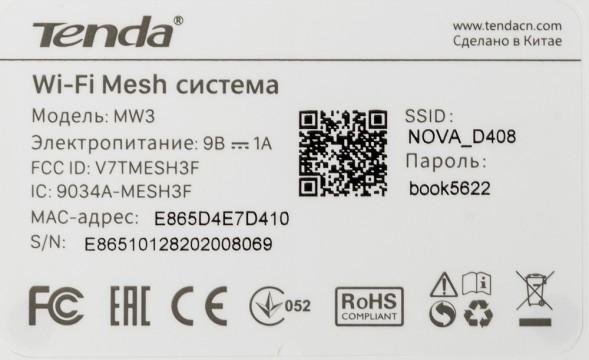 Tenda®
www.tendacn.com
Сделано в Китае
Wi-Fi Mesh система
Модель: MW3
Электропитание: 9В ⎓ 1А
FCC ID: V7TMESH3F
IC: 9034A-MESH3F
MAC-адрес: E865D4E7D410
S/N: E86510128202008069
SSID:
NOVA_D408
Пароль:
book5622
FC EAC CE 052 RoHS
COMPLIANT